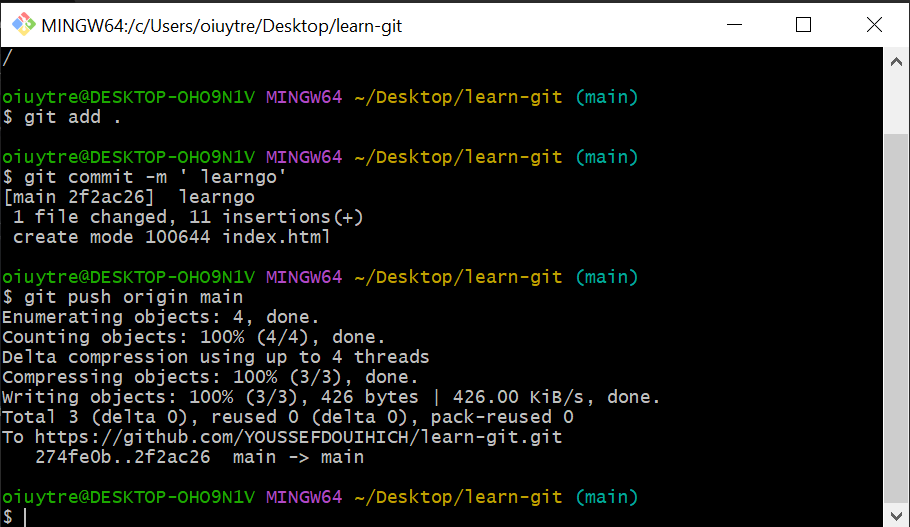 MINGW64:/c/Users/oiuytre/Desktop/learn-git
/
oiuytre@DESKTOP-OHO9N1V MINGW64 ~/Desktop/learn-git (main)
$ git add .
oiuytre@DESKTOP-OHO9N1V MINGW64 ~/Desktop/learn-git (main)
$ git commit -m ' learngo'
[main 2f2ac26]  learngo
 1 file changed, 11 insertions(+)
 create mode 100644 index.html
oiuytre@DESKTOP-OHO9N1V MINGW64 ~/Desktop/learn-git (main)
$ git push origin main
Enumerating objects: 4, done.
Counting objects: 100% (4/4), done.
Delta compression using up to 4 threads
Compressing objects: 100% (3/3), done.
Writing objects: 100% (3/3), 426 bytes | 426.00 KiB/s, done.
Total 3 (delta 0), reused 0 (delta 0), pack-reused 0
To https://github.com/YOUSSEFDOUIHICH/learn-git.git
   274fe0b..2f2ac26  main -> main
oiuytre@DESKTOP-OHO9N1V MINGW64 ~/Desktop/learn-git (main)
$